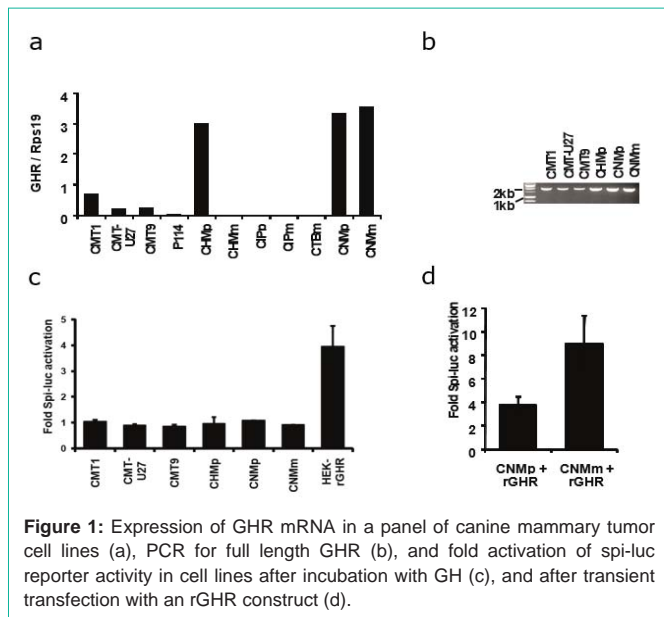 a
GHR / Rps19
4
3
2
1
0
CMT1
CMT-U27
CMT9
P114
CHMp
CHMm
CIPp
CIPm
CTBm
CNMp
CNMm
b
CMT1
CMT-U27
CMT9
CHMp
CNMp
CNMm
2kb
1kb
c
Fold Spi-luc activation
5
4
3
2
1
0
CMT1
CMT-U27
CMT9
CHMp
CNMp
CNMm
HEK-rGHR
d
Fold Spi-luc activation
12
10
8
6
4
2
0
CNMp + rGHR
CNMm + rGHR
Figure 1: Expression of GHR mRNA in a panel of canine mammary tumor
cell lines (a), PCR for full length GHR (b), and fold activation of spi-luc
reporter activity in cell lines after incubation with GH (c), and after transient
transfection with an rGHR construct (d).